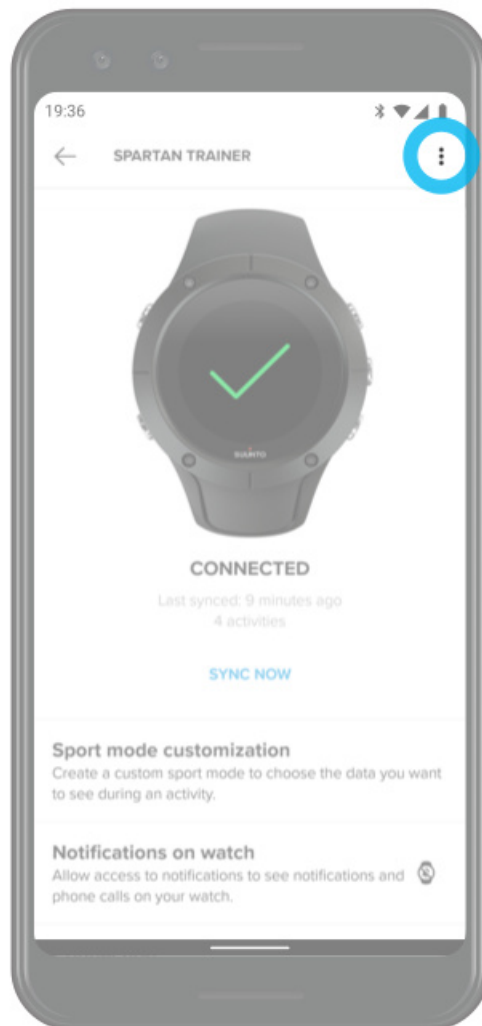 19:36
SPARTAN TRAINER
SUUNTO
CONNECTED
Last synced: 9 minutes ago
4 activities
SYNC NOW
Sport mode customization
Create a custom sport mode to choose the data you want
to see during an activity.
Notifications on watch
Allow access to notifications to see notifications and
phone calls on your watch.